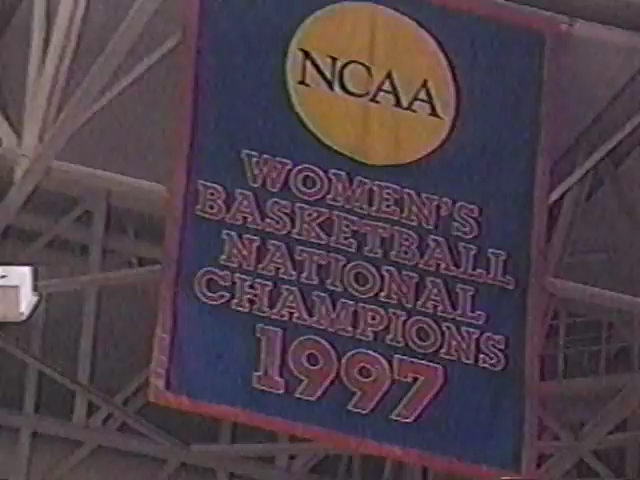 NCAA
WOMEN'S
BASKETBALL
NATIONAL
CHAMPIONS
1997